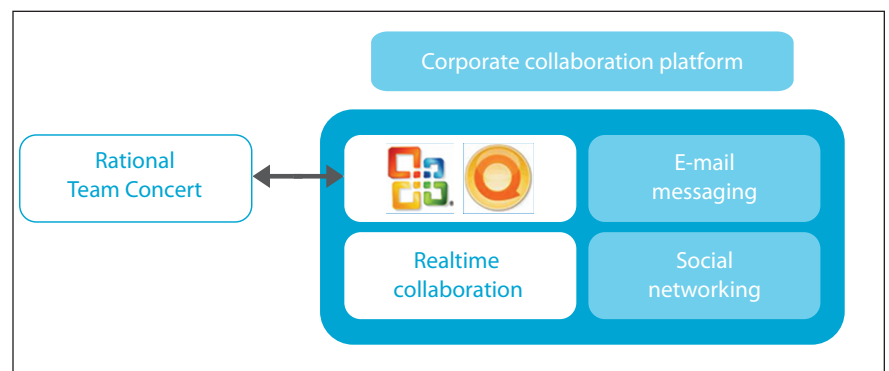 Corporate collaboration platform
Rational
Team Concert
E-mail
messaging
Realtime
collaboration
Social
networking